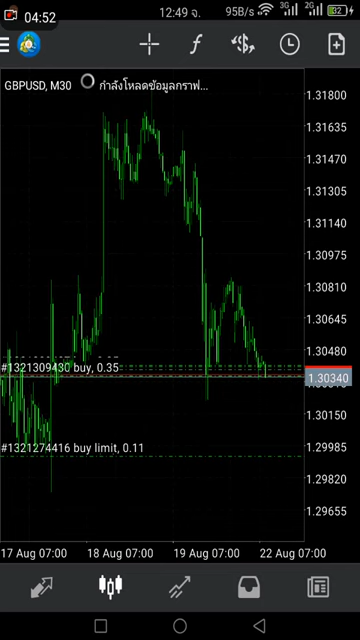 04:52
12:49 จ.
95B/s
3G
2G
32
GBPUSD, M30
กำลังโหลดข้อมูลกราฟ...
1.31800
1.31635
1.31470
1.31305
1.31140
1.30975
1.30810
1.30645
1.30480
#1321309430 buy, 0.35
1.30340
1.30150
#1321274416 buy limit, 0.11
1.29985
1.29820
1.29655
17 Aug 07:00
18 Aug 07:00
19 Aug 07:00
22 Aug 07:00